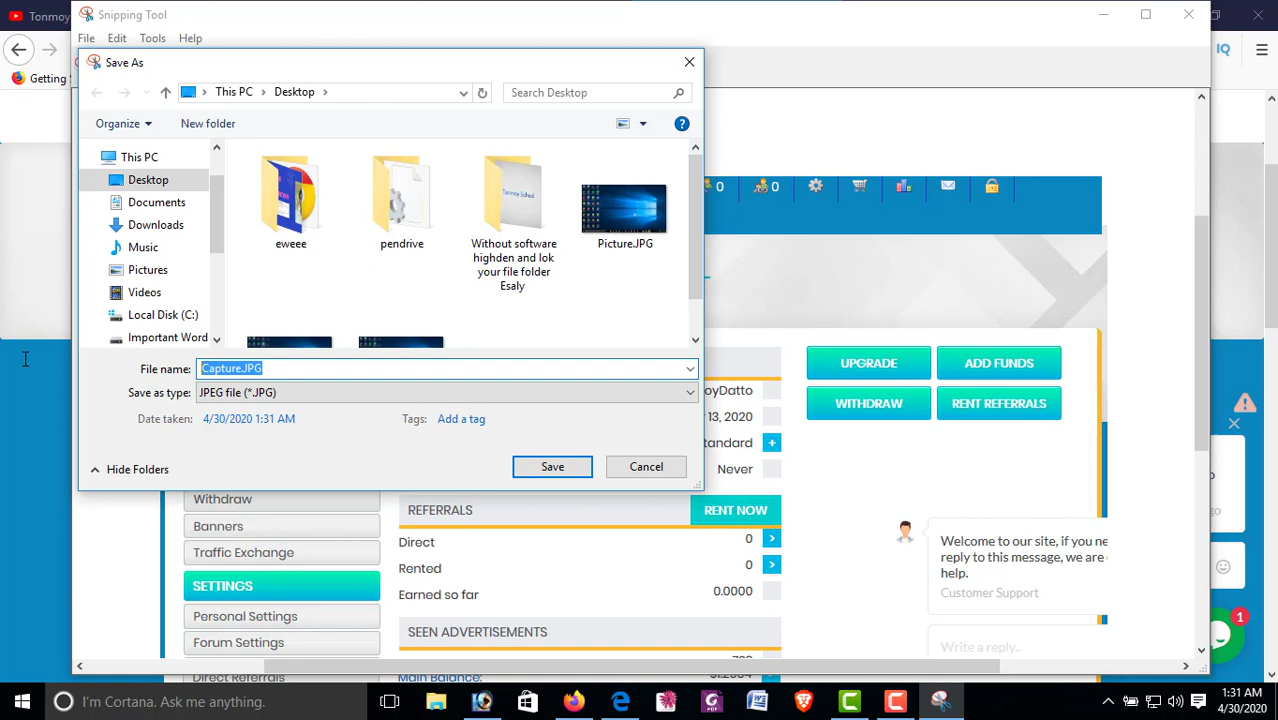 Tonmoy
Snipping Tool
File Edit Tools Help
IQ
Getting
Save As
This PC > Desktop >
Search Desktop
Organize
New folder
This PC
Desktop
Documents
Downloads
Music
Pictures
Videos
Local Disk (C:)
Important Word
eweee
pendrive
Tonmoy School
Without software
highden and lok
your file folder
Esaly
Picture.JPG
File name: Capture.JPG
Save as type: JPEG file (*.JPG)
Date taken: 4/30/2020 1:31 AM
Tags: Add a tag
Hide Folders
Save
Cancel
0
0
UPGRADE
ADD FUNDS
WITHDRAW
RENT REFERRALS
oyDatto
13, 2020
tandard
+
Never
Withdraw
Banners
Traffic Exchange
SETTINGS
Personal Settings
Forum Settings
Direct Referrals
REFERRALS
RENT NOW
Direct 0
Rented 0
Earned so far 0.0000
SEEN ADVERTISEMENTS
Main Balance:
Welcome to our site, if you ne
reply to this message, we are
help.
Customer Support
Write a reply..
1
I'm Cortana. Ask me anything.
1:31 AM
4/30/2020